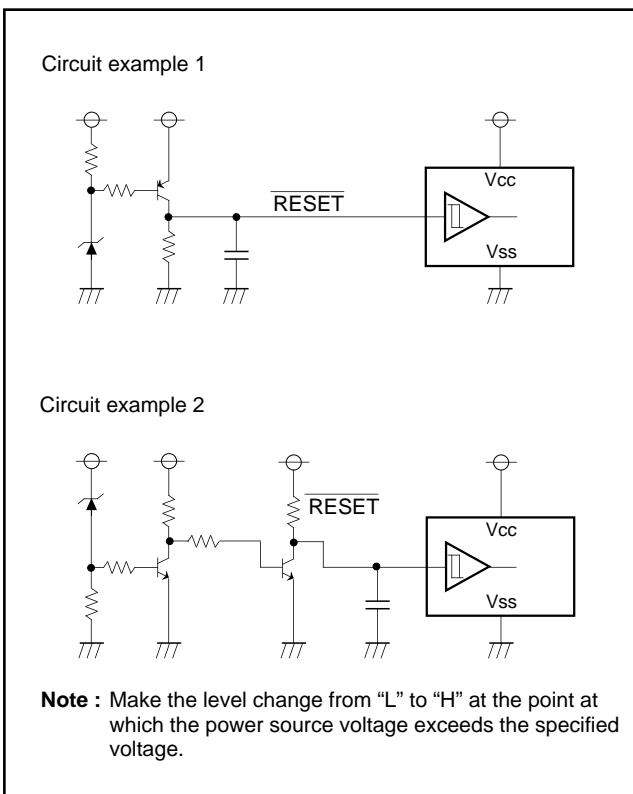 Circuit example 1
RESET
Vcc
Vss
Circuit example 2
RESET
Vcc
Vss
Note : Make the level change from “L” to “H” at the point at
which the power source voltage exceeds the specified
voltage.